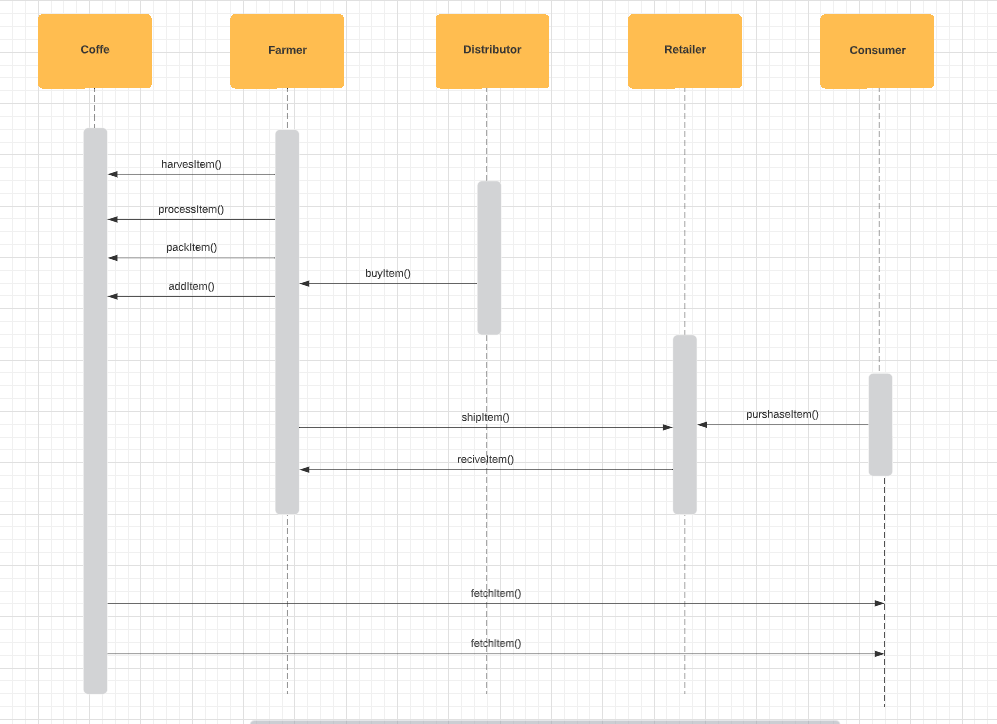 Coffe
Farmer
Distributor
Retailer
Consumer
harvesItem()
processItem()
packItem()
buyItem()
addItem()
shipItem()
purshaseItem()
reciveItem()
fetchItem()
fetchItem()